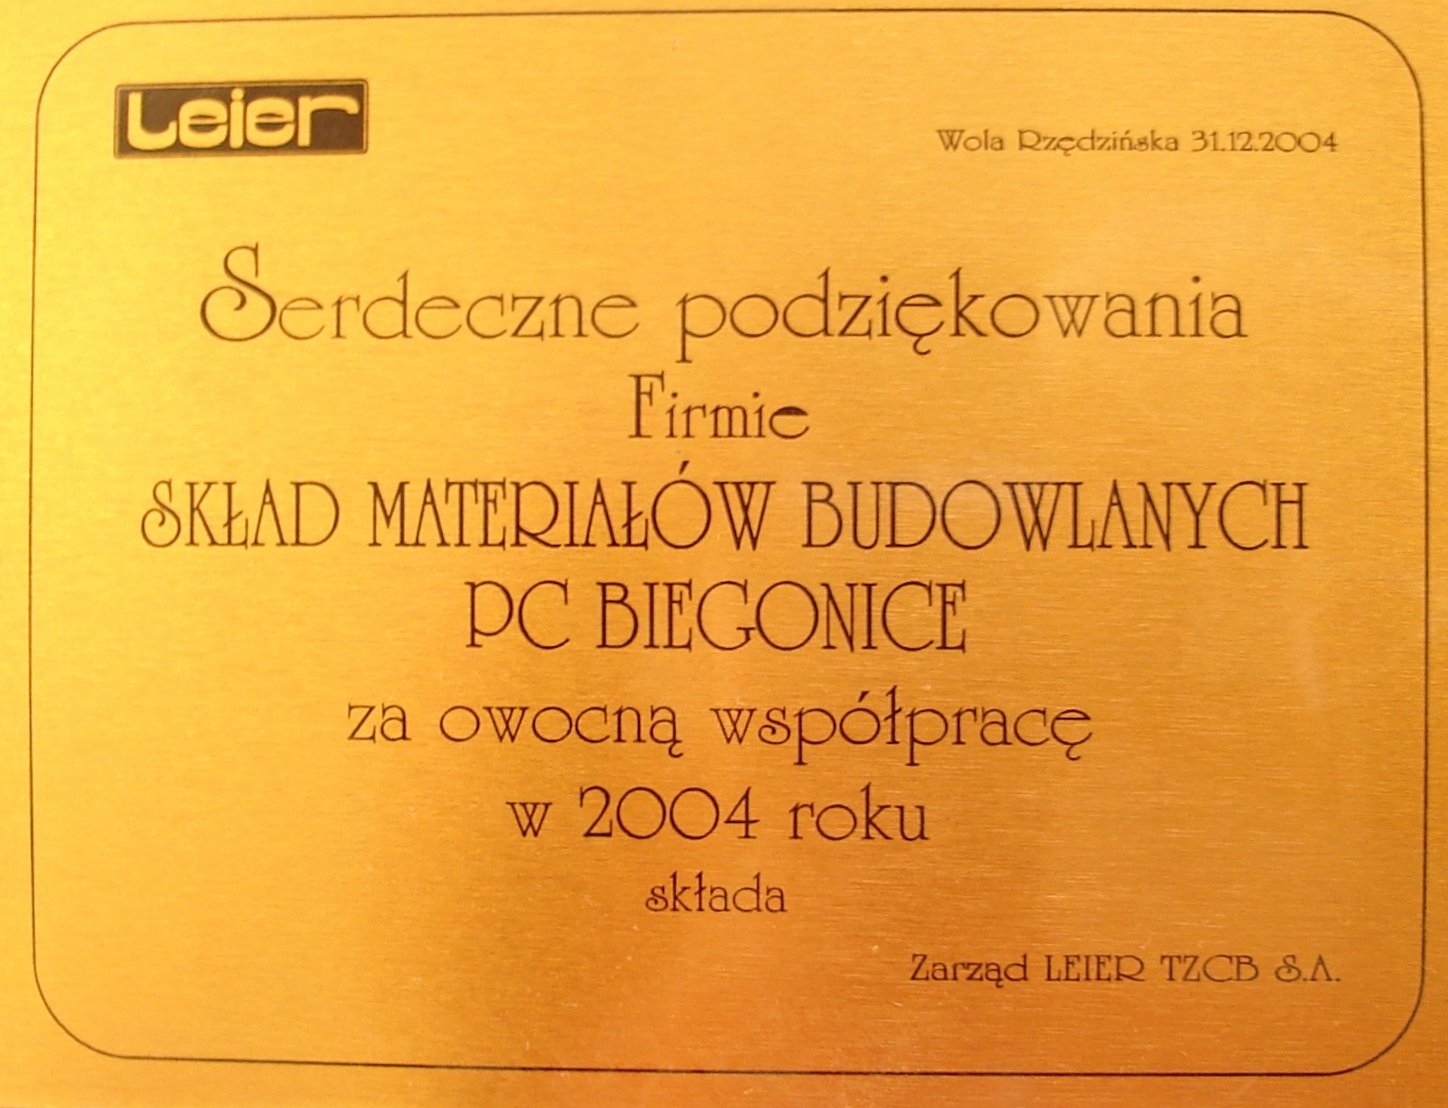 Leier
Wola Rzędzińska 31.12.2004
Serdeczne podziękowania
Firmie
SKŁAD MATERIAŁÓW BUDOWLANYCH
PC BIEGONICE
za owocną współpracę
w 2004 roku
składa
Zarząd LEIER TZCB S.A.